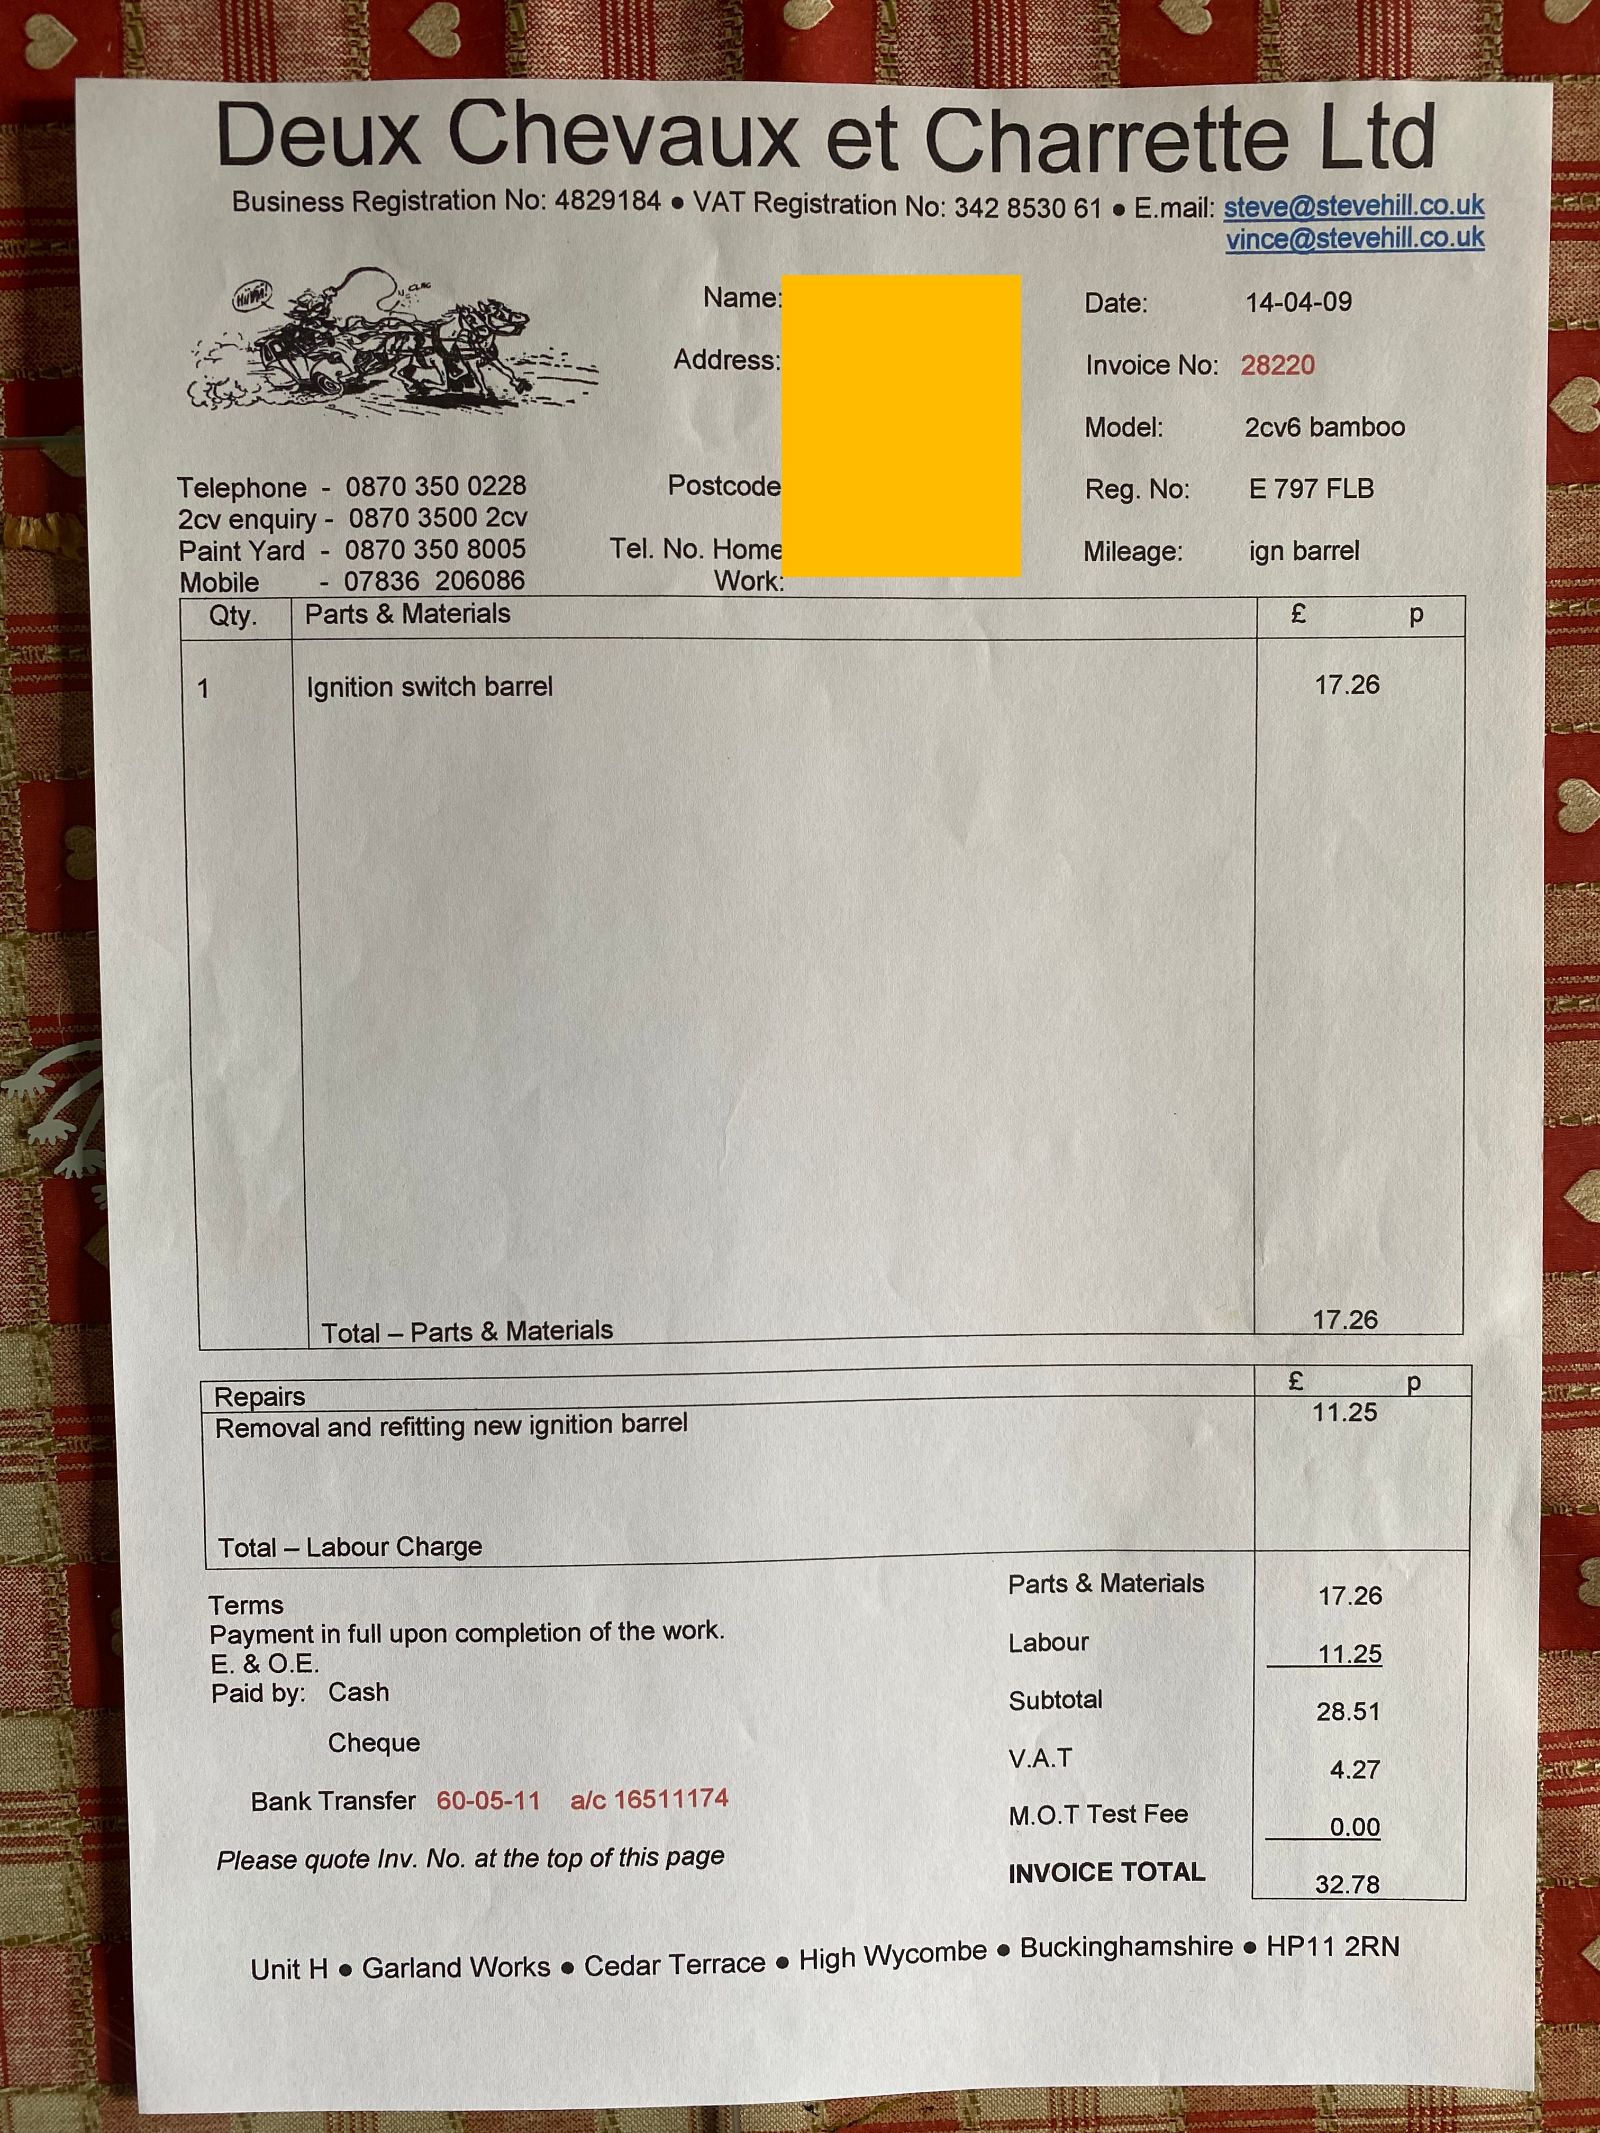 Deux Chevaux et Charrette Ltd
Business Registration No: 4829184 ● VAT Registration No: 342 8530 61 ● E.mail: steve@stevehill.co.uk
vince@stevehill.co.uk
Name:
Date: 14-04-09
Address:
Invoice No: 28220
Model: 2cv6 bamboo
Telephone - 0870 350 0228
Postcode
Reg. No: E 797 FLB
2cv enquiry - 0870 3500 2cv
Paint Yard - 0870 350 8005
Tel. No. Home
Mileage: ign barrel
Mobile - 07836 206086
Work:
Qty. Parts & Materials £ p
1 Ignition switch barrel 17.26
Total – Parts & Materials 17.26
Repairs £ p
Removal and refitting new ignition barrel 11.25
Total – Labour Charge
Parts & Materials 17.26
Terms
Payment in full upon completion of the work.
Labour 11.25
E. & O.E.
Paid by: Cash
Subtotal 28.51
Cheque
V.A.T 4.27
Bank Transfer 60-05-11 a/c 16511174
M.O.T Test Fee 0.00
Please quote Inv. No. at the top of this page
INVOICE TOTAL 32.78
Unit H ● Garland Works ● Cedar Terrace ● High Wycombe ● Buckinghamshire ● HP11 2RN